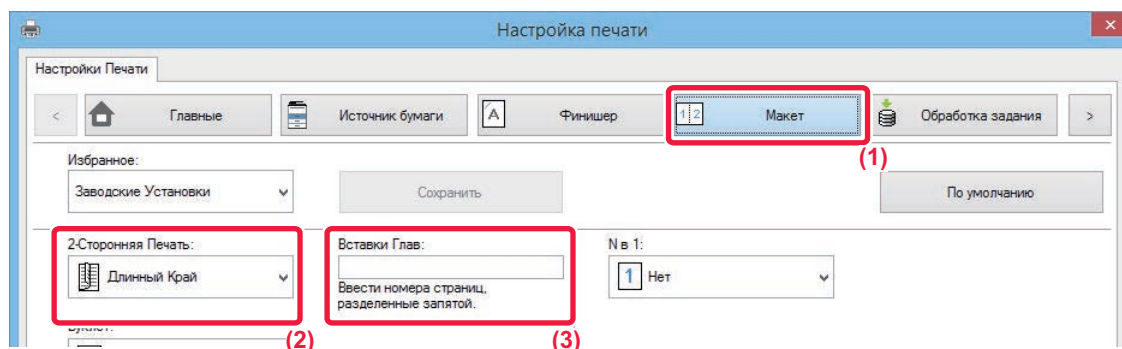 Настройка печати
Настройки Печати
< Главные Источник бумаги A Финишер 1 2 Макет Обработка задания >
(1)
Избранное:
Заводские Установки Сохранить По умолчанию
2-Сторонняя Печать: Вставки Глав: N в 1:
Длинный Край 1 Нет
Ввести номера страниц,
разделенные запятой.
(2) (3)